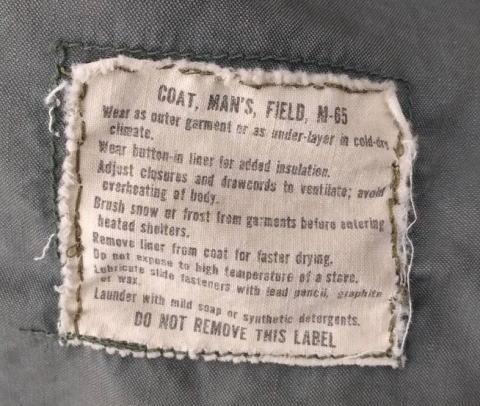 COAT, MAN'S, FIELD, M-65
Wear as outer garment or as under-layer in cold-dry
climate.
Wear button-in liner for added insulation.
Adjust closures and drawcords to ventilate; avoid
overheating of body.
Brush snow or frost from garments before entering
heated shelters.
Remove liner from coat for faster drying.
Do not expose to high temperature of a stove.
Lubricate slide fasteners with lead pencil, graphite
or wax.
Launder with mild soap or synthetic detergents.
DO NOT REMOVE THIS LABEL